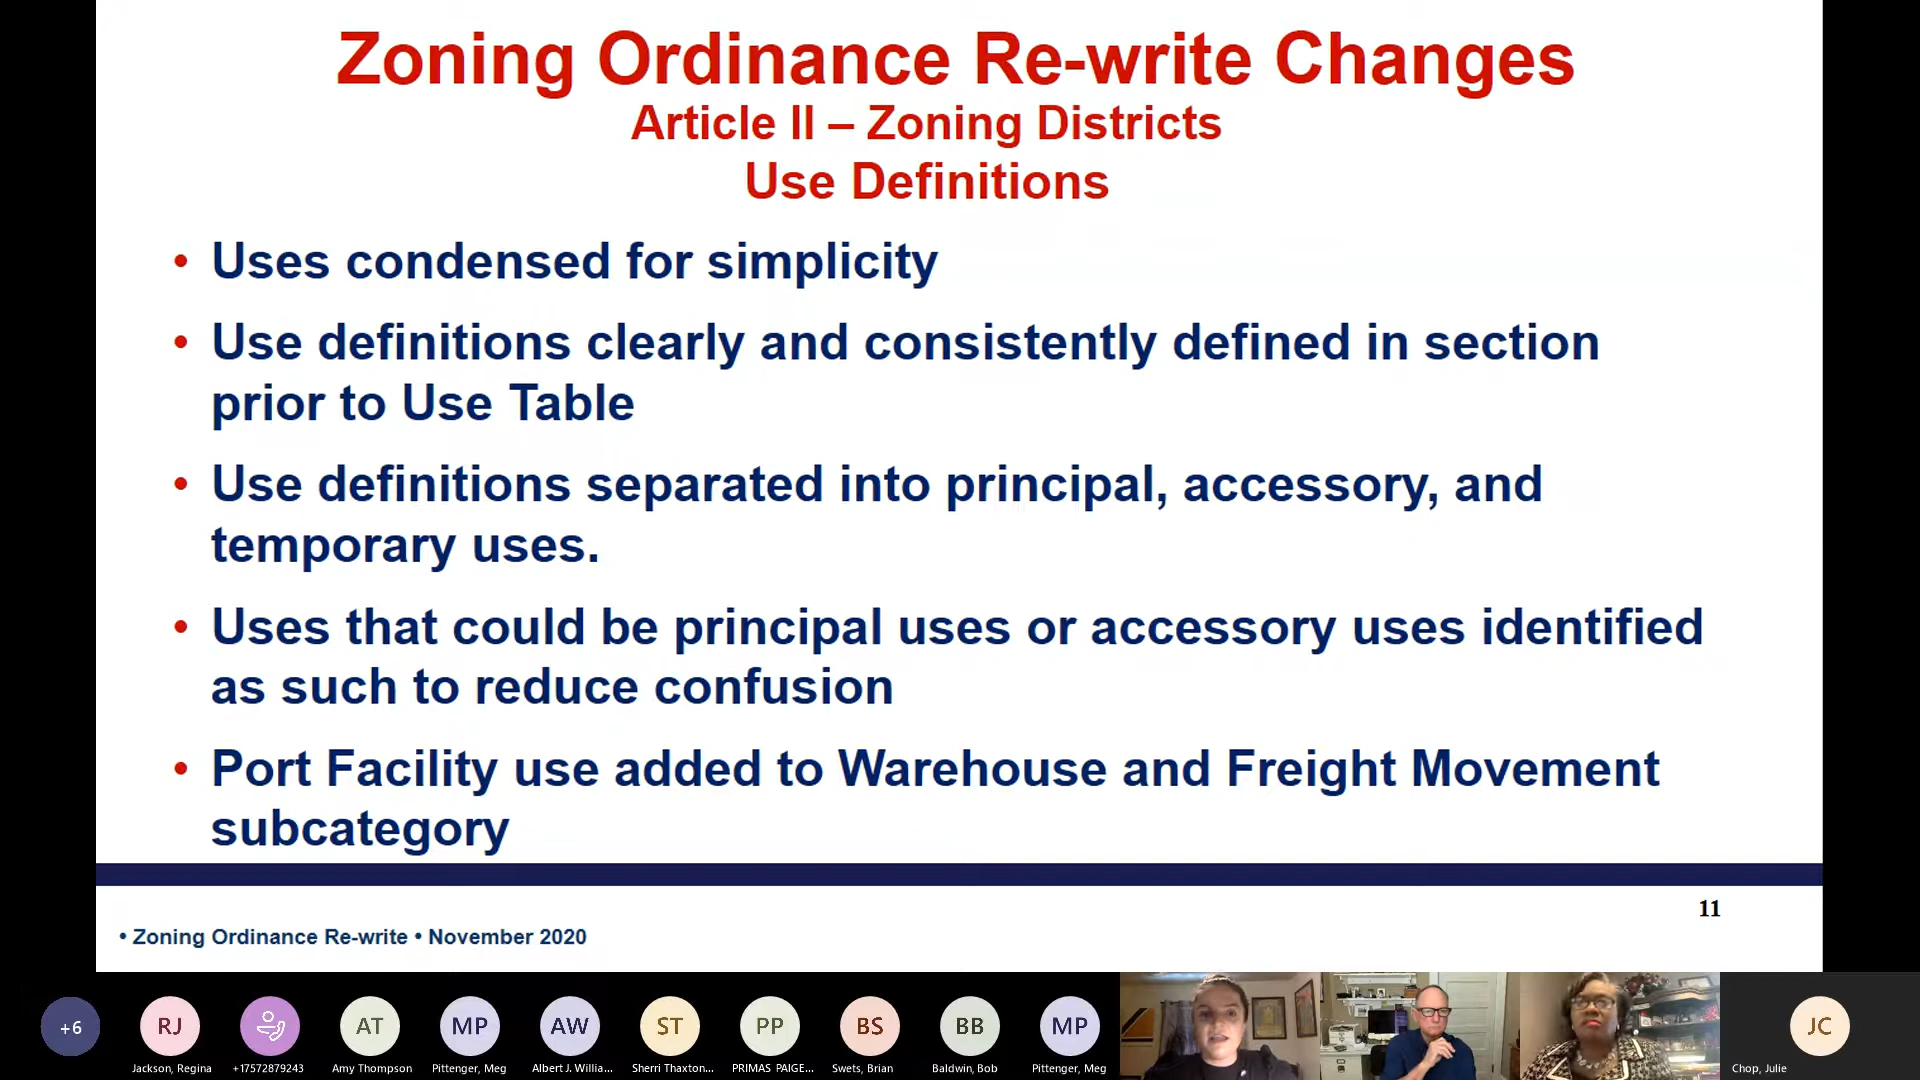 Zoning Ordinance Re-write Changes
Article II – Zoning Districts
Use Definitions
• Uses condensed for simplicity
• Use definitions clearly and consistently defined in section
prior to Use Table
• Use definitions separated into principal, accessory, and
temporary uses.
• Uses that could be principal uses or accessory uses identified
as such to reduce confusion
• Port Facility use added to Warehouse and Freight Movement
subcategory
11
• Zoning Ordinance Re-write • November 2020
+6
RJ
AT
MP
AW
ST
PP
BS
BB
MP
JC
Jackson, Regina
+17572879243
Amy Thompson
Pittenger, Meg
Albert J. Willia...
Sherri Thaxton...
PRIMAS PAIGE...
Swets, Brian
Baldwin, Bob
Pittenger, Meg
Chop, Julie